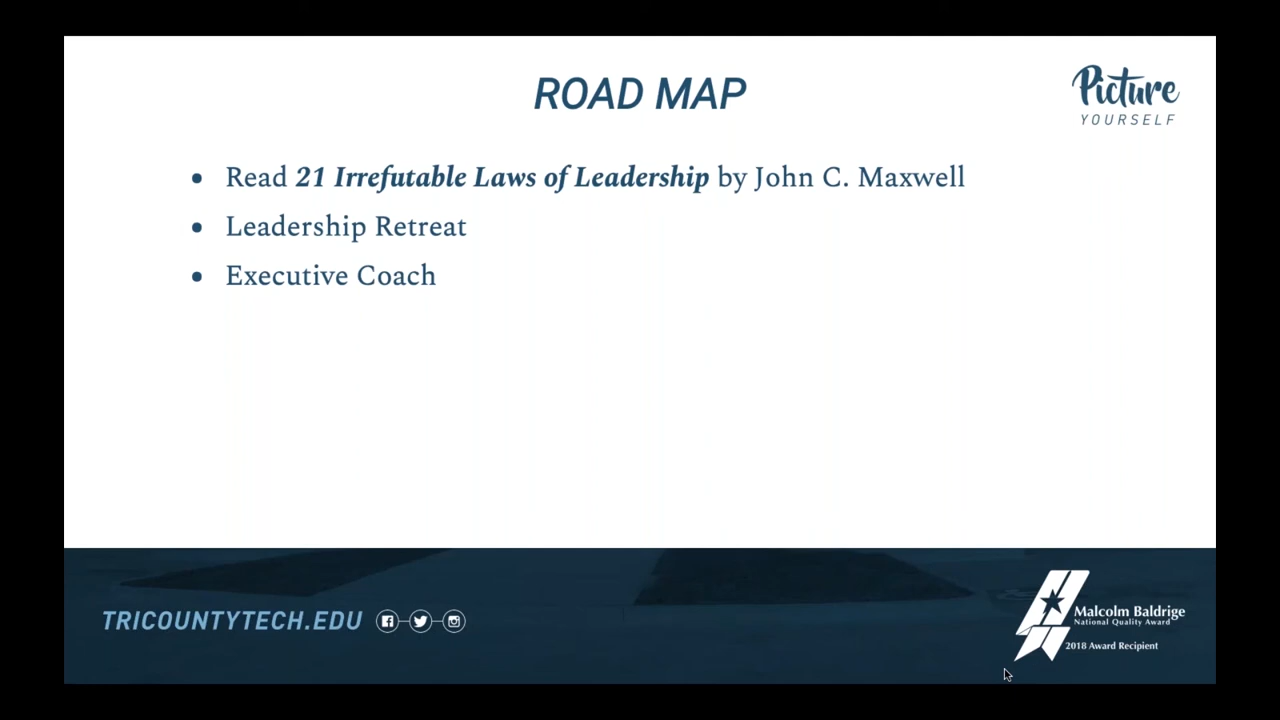 ROAD MAP
Picture
YOURSELF
• Read 21 Irrefutable Laws of Leadership by John C. Maxwell
• Leadership Retreat
• Executive Coach
TRICOUNTYTECH.EDU
Malcolm Baldrige
National Quality Award
2018 Award Recipient